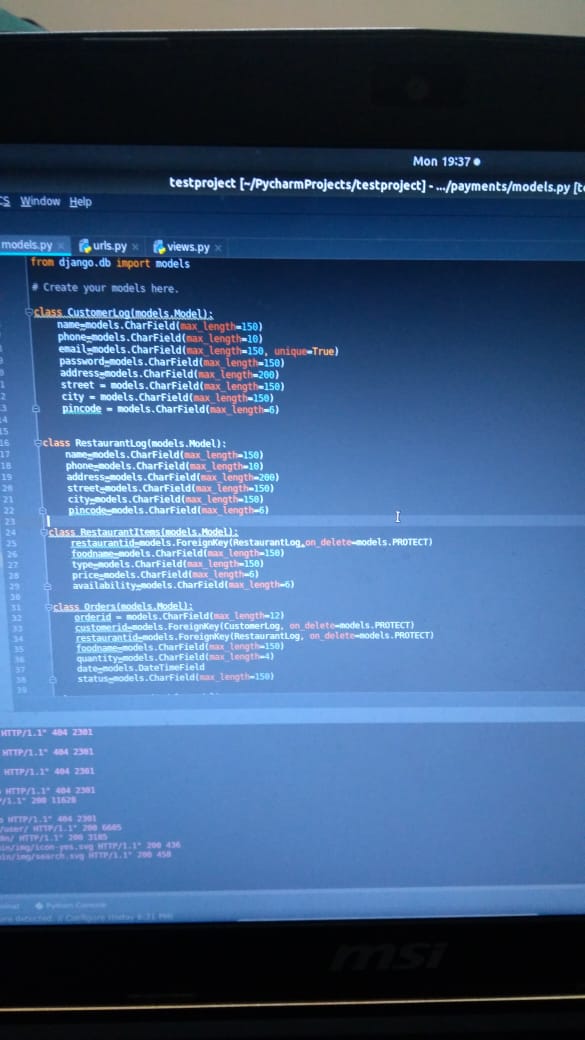 Mon 19:37
testproject [~/PycharmProjects/testproject] - .../payments/models.py
CS Window Help
models.py × urls.py × views.py ×
from django.db import models
# Create your models here.
class CustomerLog(models.Model):
name=models.CharField(max_length=150)
phone=models.CharField(max_length=10)
email=models.CharField(max_length=150, unique=True)
password=models.CharField(max_length=150)
address=models.CharField(max_length=200)
street = models.CharField(max_length=150)
city = models.CharField(max_length=150)
pincode = models.CharField(max_length=6)
16 class RestaurantLog(models.Model):
17 name=models.CharField(max_length=150)
18 phone=models.CharField(max_length=10)
19 address=models.CharField(max_length=200)
20 street=models.CharField(max_length=150)
21 city=models.CharField(max_length=150)
22 pincode=models.CharField(max_length=6)
23
24 class RestaurantItems(models.Model):
25 restaurantid=models.ForeignKey(RestaurantLog,on_delete=models.PROTECT)
26 foodname=models.CharField(max_length=150)
27 type=models.CharField(max_length=150)
28 price=models.CharField(max_length=6)
29 availability=models.CharField(max_length=6)
30
31 class Orders(models.Model):
32 orderid = models.CharField(max_length=12)
33 customerid=models.ForeignKey(CustomerLog, on_delete=models.PROTECT)
34 restaurantid=models.ForeignKey(RestaurantLog, on_delete=models.PROTECT)
35 foodname=models.CharField(max_length=150)
36 quantity=models.CharField(max_length=4)
37 date=models.DateTimeField
38 status=models.CharField(max_length=150)
39
HTTP/1.1" 404 2301
HTTP/1.1" 404 2301
HTTP/1.1" 404 2301
HTTP/1.1" 404 2301
/1.1" 200 11628
HTTP/1.1" 404 2301
/user/ HTTP/1.1" 200 6605
HTTP/1.1" 200 3185
in/img/icon-yes.svg HTTP/1.1" 200 436
in/img/search.svg HTTP/1.1" 200 458
Python Console
msi